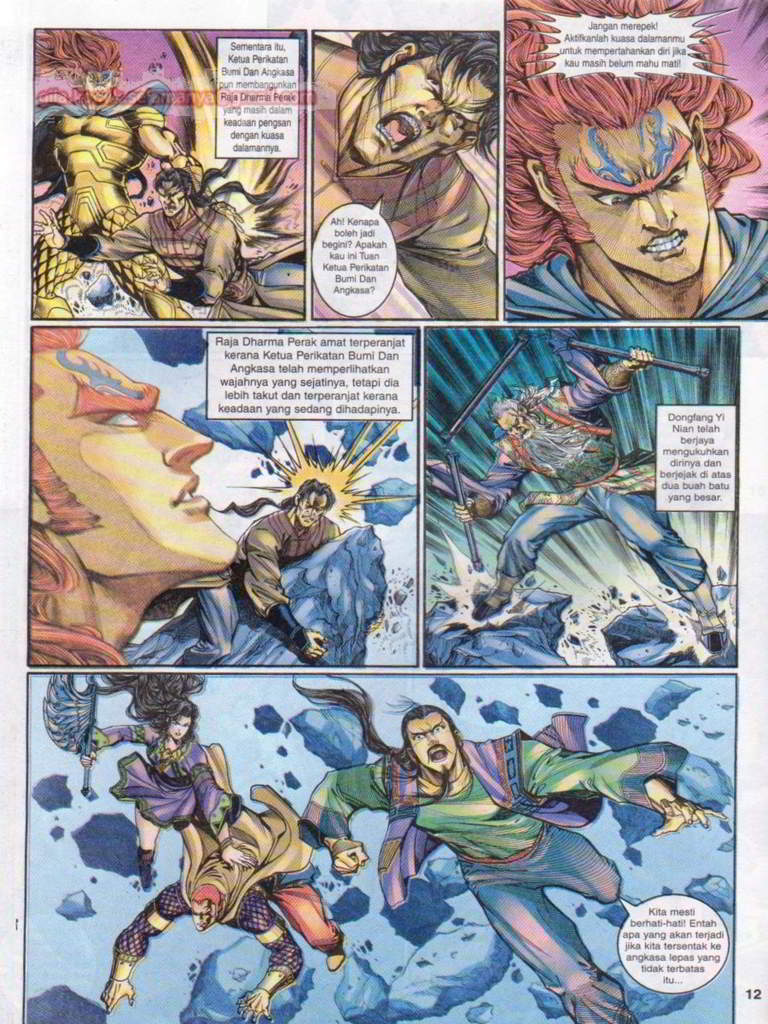 Sementara itu,
Ketua Perikatan
Bumi Dan Angkasa
pun membangunkan
Raja Dharma Perak
yang masih dalam
keadaan pengsan
dengan kuasa
dalamannya.
Ah! Kenapa
boleh jadi
begini? Apakah
kau ini Tuan
Ketua Perikatan
Bumi Dan
Angkasa?
Jangan merepek!
Aktifkanlah kuasa dalamanmu
untuk mempertahankan diri jika
kau masih belum mahu mati!
Raja Dharma Perak amat terperanjat
kerana Ketua Perikatan Bumi Dan
Angkasa telah memperlihatkan
wajahnya yang sejatinya, tetapi dia
lebih takut dan terperanjat kerana
keadaan yang sedang dihadapinya.
Dongfang Yi
Nian telah
berjaya
mengukuhkan
dirinya dan
berjejak di atas
dua buah batu
yang besar.
Kita mesti
berhati-hati! Entah
apa yang akan terjadi
jika kita tersentak ke
angkasa lepas yang
tidak terbatas
itu...
12